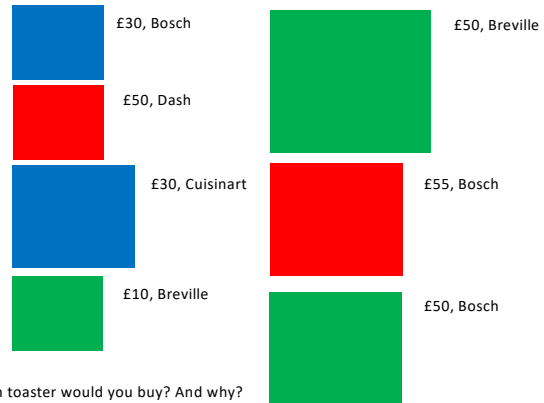 £30, Bosch
£50, Dash
£30, Cuisinart
£10, Breville
£50, Breville
£55, Bosch
£50, Bosch
toaster would you buy? And why?